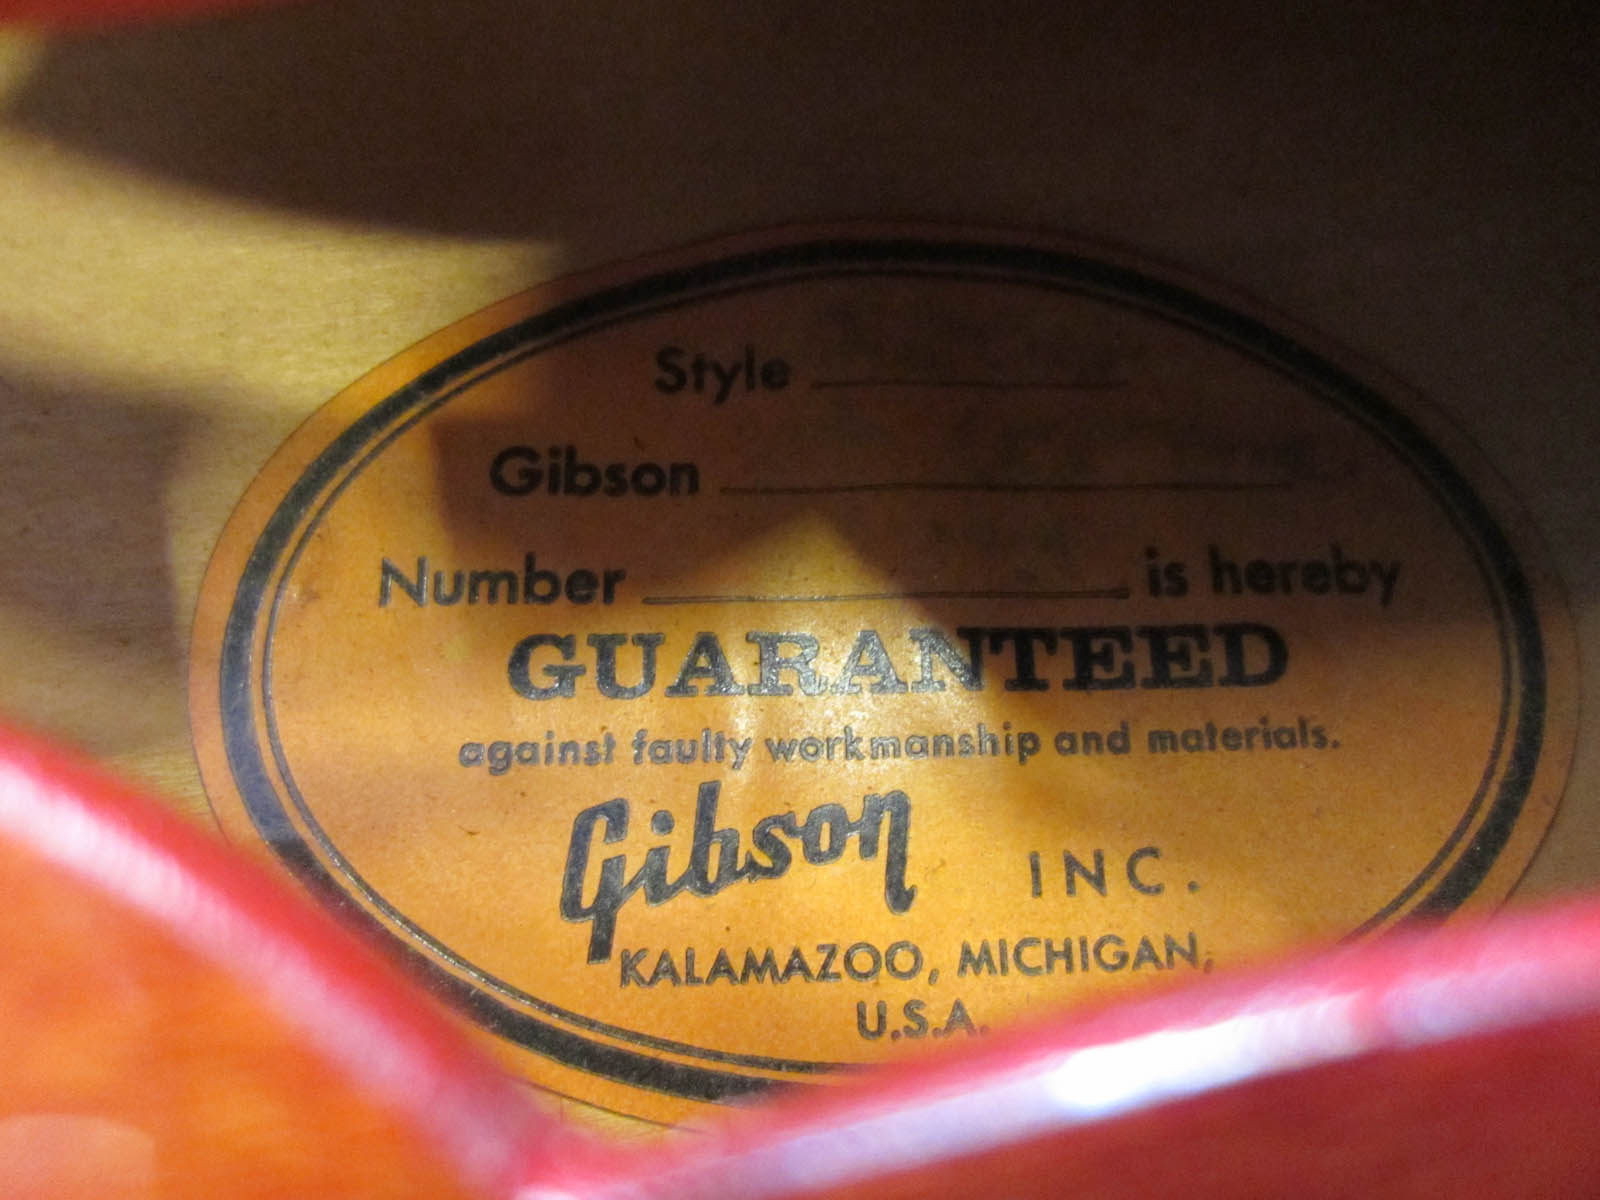 Style
Gibson
Number is hereby
GUARANTEED
against faulty workmanship and materials.
Gibson INC.
KALAMAZOO, MICHIGAN,
U.S.A.